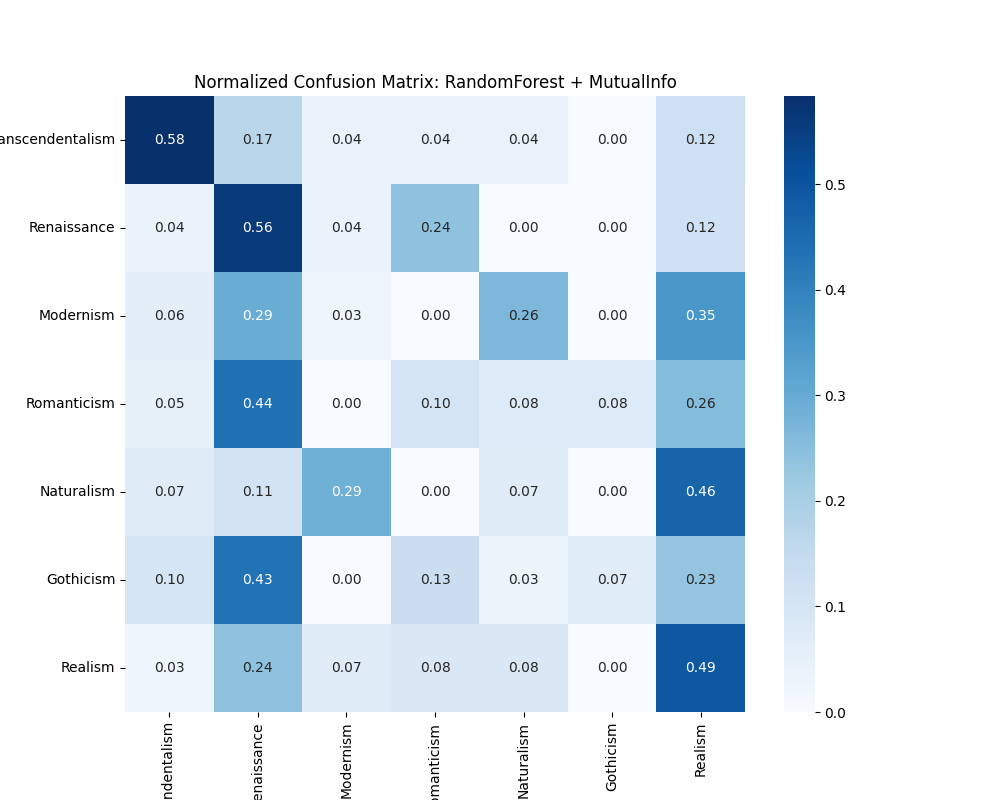 Normalized Confusion Matrix: RandomForest + MutualInfo
anscendentalism 0.58 0.17 0.04 0.04 0.04 0.00 0.12
Renaissance 0.04 0.56 0.04 0.24 0.00 0.00 0.12
Modernism 0.06 0.29 0.03 0.00 0.26 0.00 0.35
Romanticism 0.05 0.44 0.00 0.10 0.08 0.08 0.26
Naturalism 0.07 0.11 0.29 0.00 0.07 0.00 0.46
Gothicism 0.10 0.43 0.00 0.13 0.03 0.07 0.23
Realism 0.03 0.24 0.07 0.08 0.08 0.00 0.49
ndentalism enaissance Modernism omanticism Naturalism Gothicism Realism
0.5
0.4
0.3
0.2
0.1
0.0